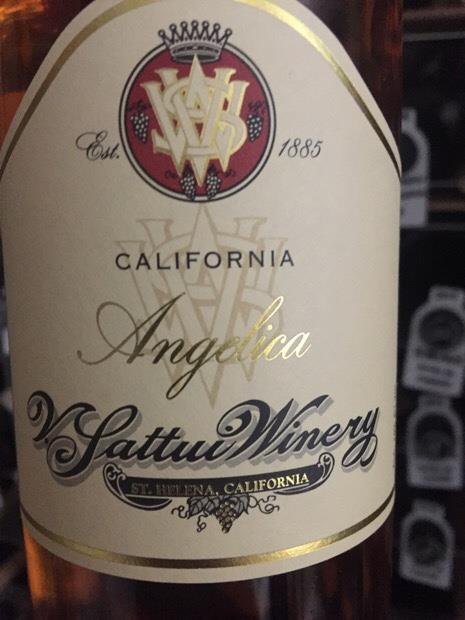 Est. 1885
CALIFORNIA
Angelica
V. Sattui Winery
ST. HELENA, CALIFORNIA